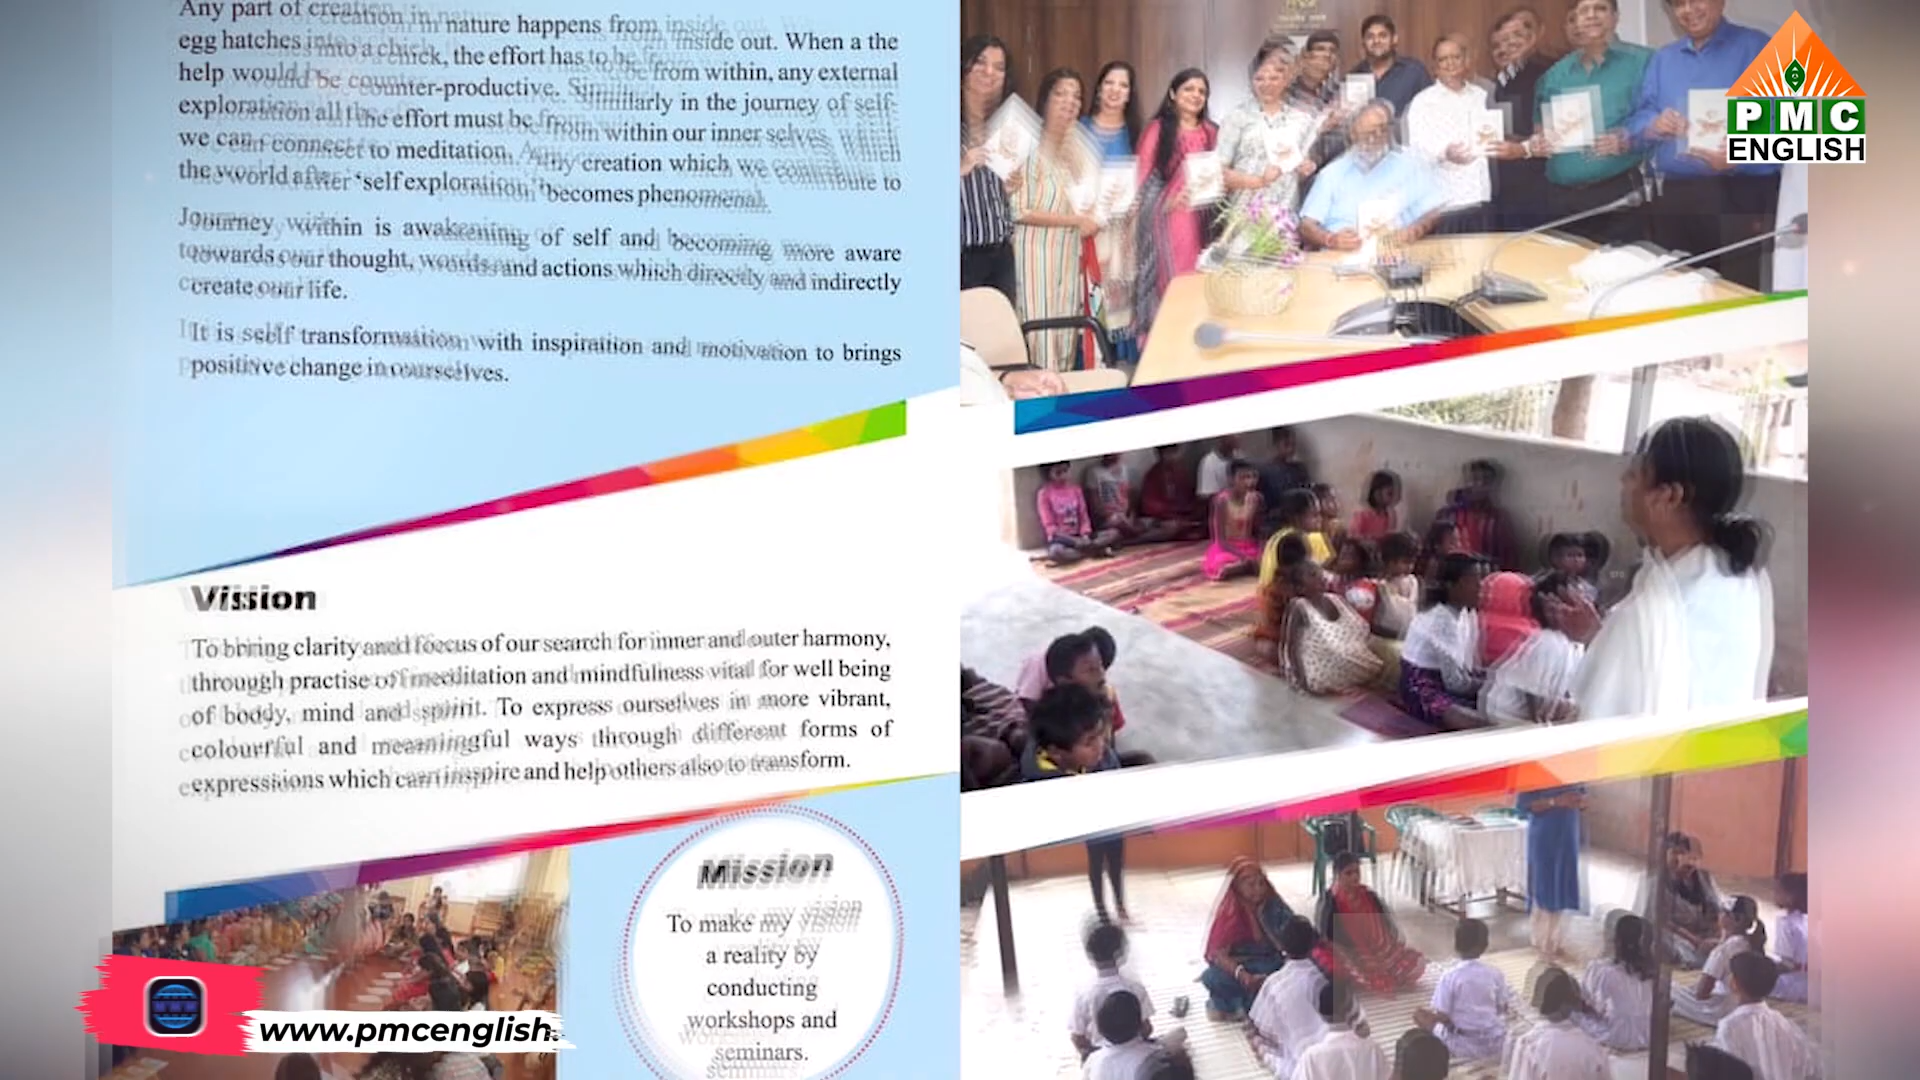 Any part of creation in nature happens from inside out. When a the
egg hatches into a chick, the effort has to be from within, any external
help would be counter-productive. Similarly in the journey of self-
exploration all the effort must be from within our inner selves, which
we can connect to meditation. Any creation which we contribute to
the world after 'self exploration,' becomes phenomenal.
Journey within is awakening of self and becoming more aware
towards our thought, words and actions which directly and indirectly
create our life.
It is self transformation with inspiration and motivation to brings
positive change in ourselves.
Vission
To bring clarity and focus of our search for inner and outer harmony,
through practise of meditation and mindfulness vital for well being
of body, mind and spirit. To express ourselves in more vibrant,
colourful and meaningful ways through different forms of
expressions which can inspire and help others also to transform.
Mission
To make my vision
a reality by
conducting
workshops and
seminars.
PMC
ENGLISH
www.pmcenglish.